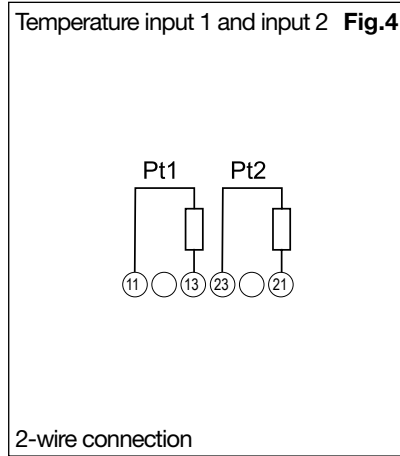 Temperature input 1 and input 2 Fig.4
Pt1 Pt2
11 13 23 21
2-wire connection